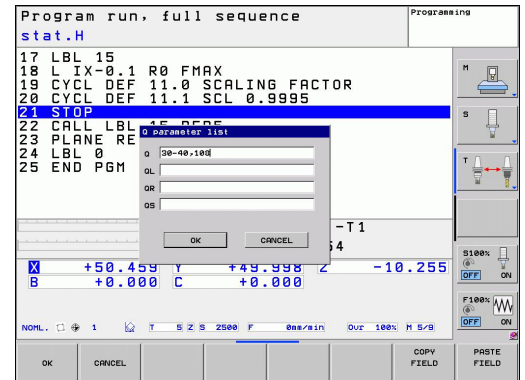 Program run, full sequence
Programming
stat.H
17 LBL 15
18 L IX-0.1 R0 FMAX
19 CYCL DEF 11.0 SCALING FACTOR
20 CYCL DEF 11.1 SCL 0.9995
21 STOP
22 CALL LBL 15 REP5
23 PLANE RE
24 LBL 0
25 END PGM
Q parameter list
Q 30-40,108
QL
QR
QS
OK CANCEL
-T1
54
X +50.459 Y +49.998 Z -10.255
B +0.000 C +0.000
NOML. 1 T 5 Z S 2500 F 0mm/min Ovr 100% M 5/9
M
S
T
S100%
OFF ON
F100%
OFF ON
OK CANCEL COPY FIELD PASTE FIELD